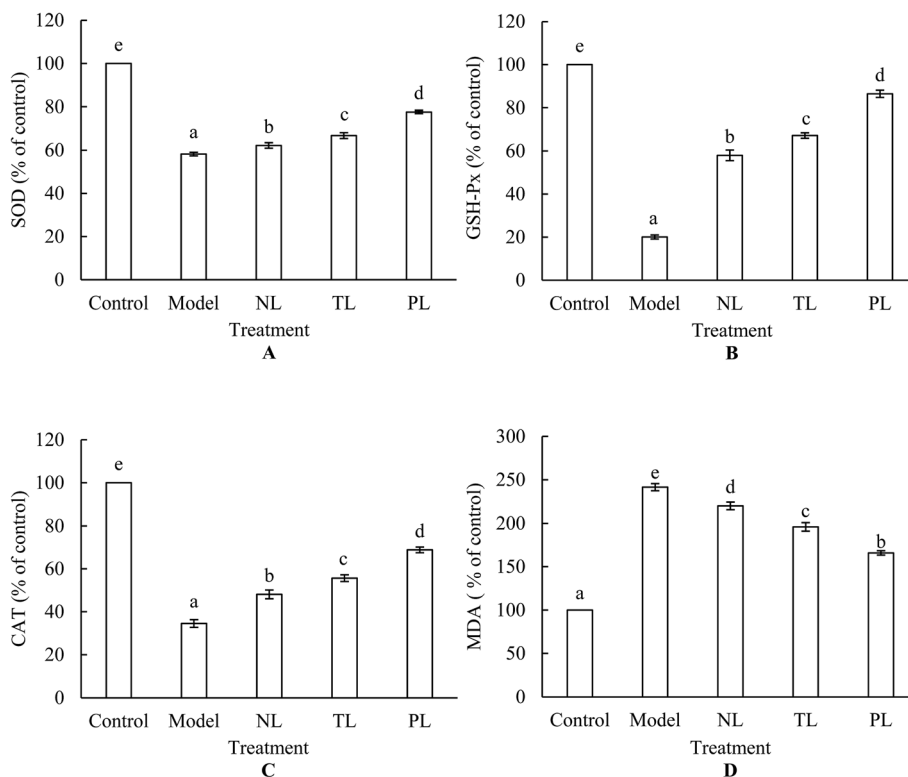 120
100
80
60
40
20
0
SOD (% of control)
e
a
b
c
d
Control Model NL TL PL
Treatment
A
120
100
80
60
40
20
0
GSH-Px (% of control)
e
a
b
c
d
Control Model NL TL PL
Treatment
B
120
100
80
60
40
20
0
CAT (% of control)
e
a
b
c
d
Control Model NL TL PL
Treatment
C
300
250
200
150
100
50
0
MDA ( % of control)
a
e
d
c
b
Control Model NL TL PL
Treatment
D